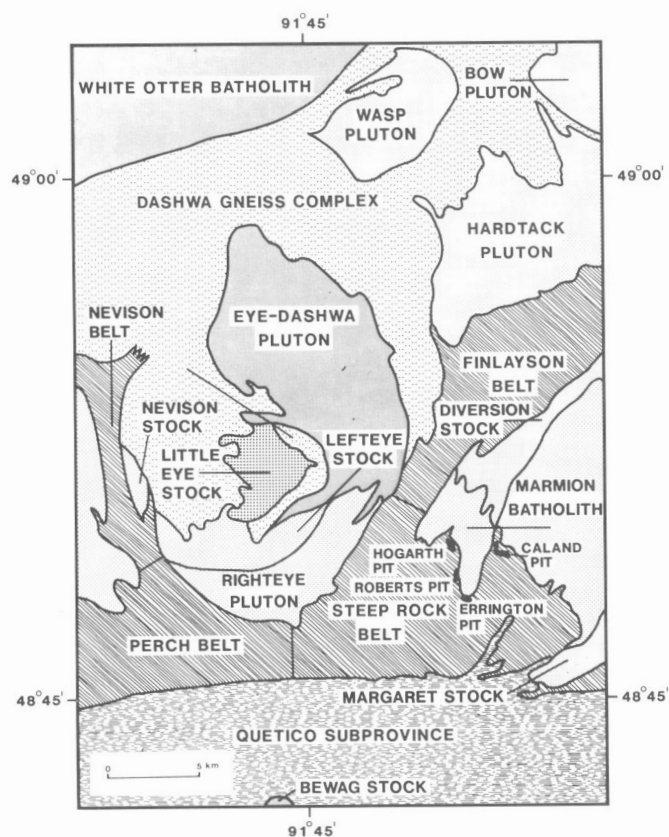 91°45'
WHITE OTTER BATHOLITH
BOW
PLUTON
WASP
PLUTON
49°00'
49°00'
DASHWA GNEISS COMPLEX
HARDTACK
PLUTON
NEVISON
BELT
EYE-DASHWA
PLUTON
FINLAYSON
BELT
NEVISON
STOCK
DIVERSION
STOCK
LEFTEYE
STOCK
LITTLE
EYE
STOCK
MARMION
BATHOLITH
HOGARTH
PIT
CALAND
PIT
RIGHTEYE
PLUTON
ROBERTS PIT
STEEP ROCK
BELT
ERRINGTON
PIT
PERCH BELT
48°45'
MARGARET STOCK
48°45'
QUETICO SUBPROVINCE
0 5 km
BEWAG STOCK
91°45'